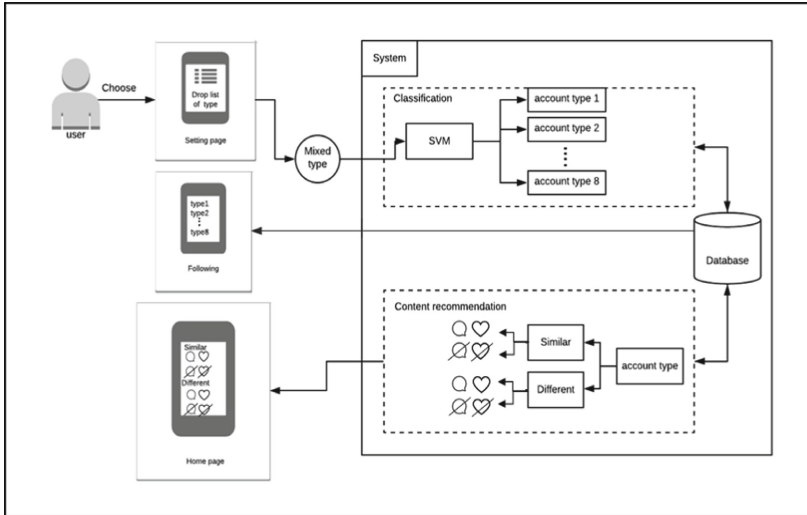 System
Choose
user
Drop list
of type
Setting page
Mixed
type
Classification
SVM
account type 1
account type 2
account type 8
type1
type2
type8
Following
Database
Content recommendation
Similar
Different
account type
Similar
Different
Home page